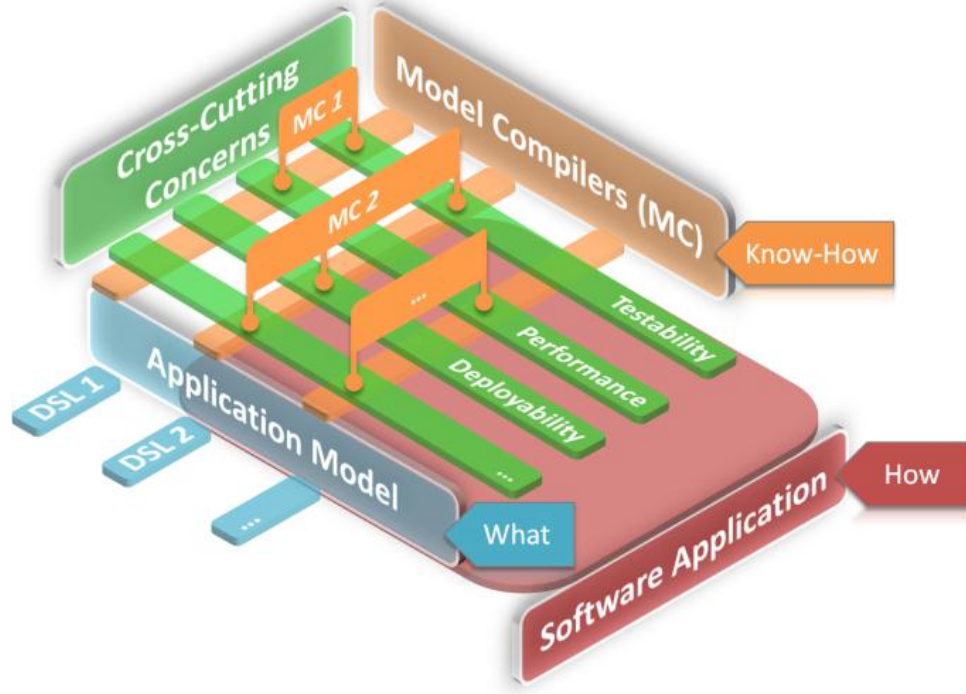 Cross-Cutting
Concerns
Model Compilers (MC)
MC 1
MC 2
...
Know-How
Testability
Performance
Deployability
...
Application Model
DSL 1
DSL 2
...
What
How
Software Application